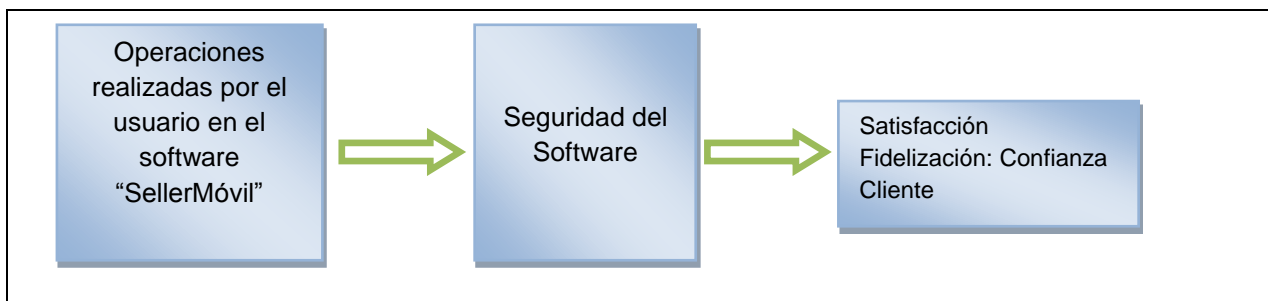 Operaciones
realizadas por el
usuario en el
software
“SellerMóvil”
Seguridad del
Software
Satisfacción
Fidelización: Confianza
Cliente